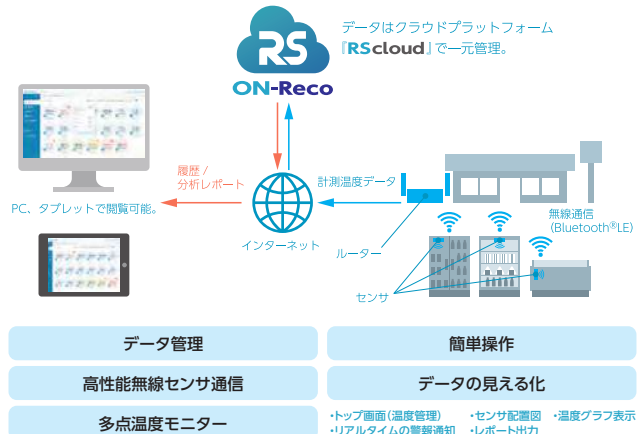 RS
ON-Reco
データはクラウドプラットフォーム
『RScloud』で一元管理。
履歴 /
分析レポート
計測温度データ
PC、タブレットで閲覧可能。
インターネット
ルーター
無線通信
(Bluetooth®LE)
センサ
データ管理
簡単操作
高性能無線センサ通信
データの見える化
多点温度モニター
・トップ画面(温度管理) ・センサ配置図 ・温度グラフ表示
・リアルタイムの警報通知 ・レポート出力